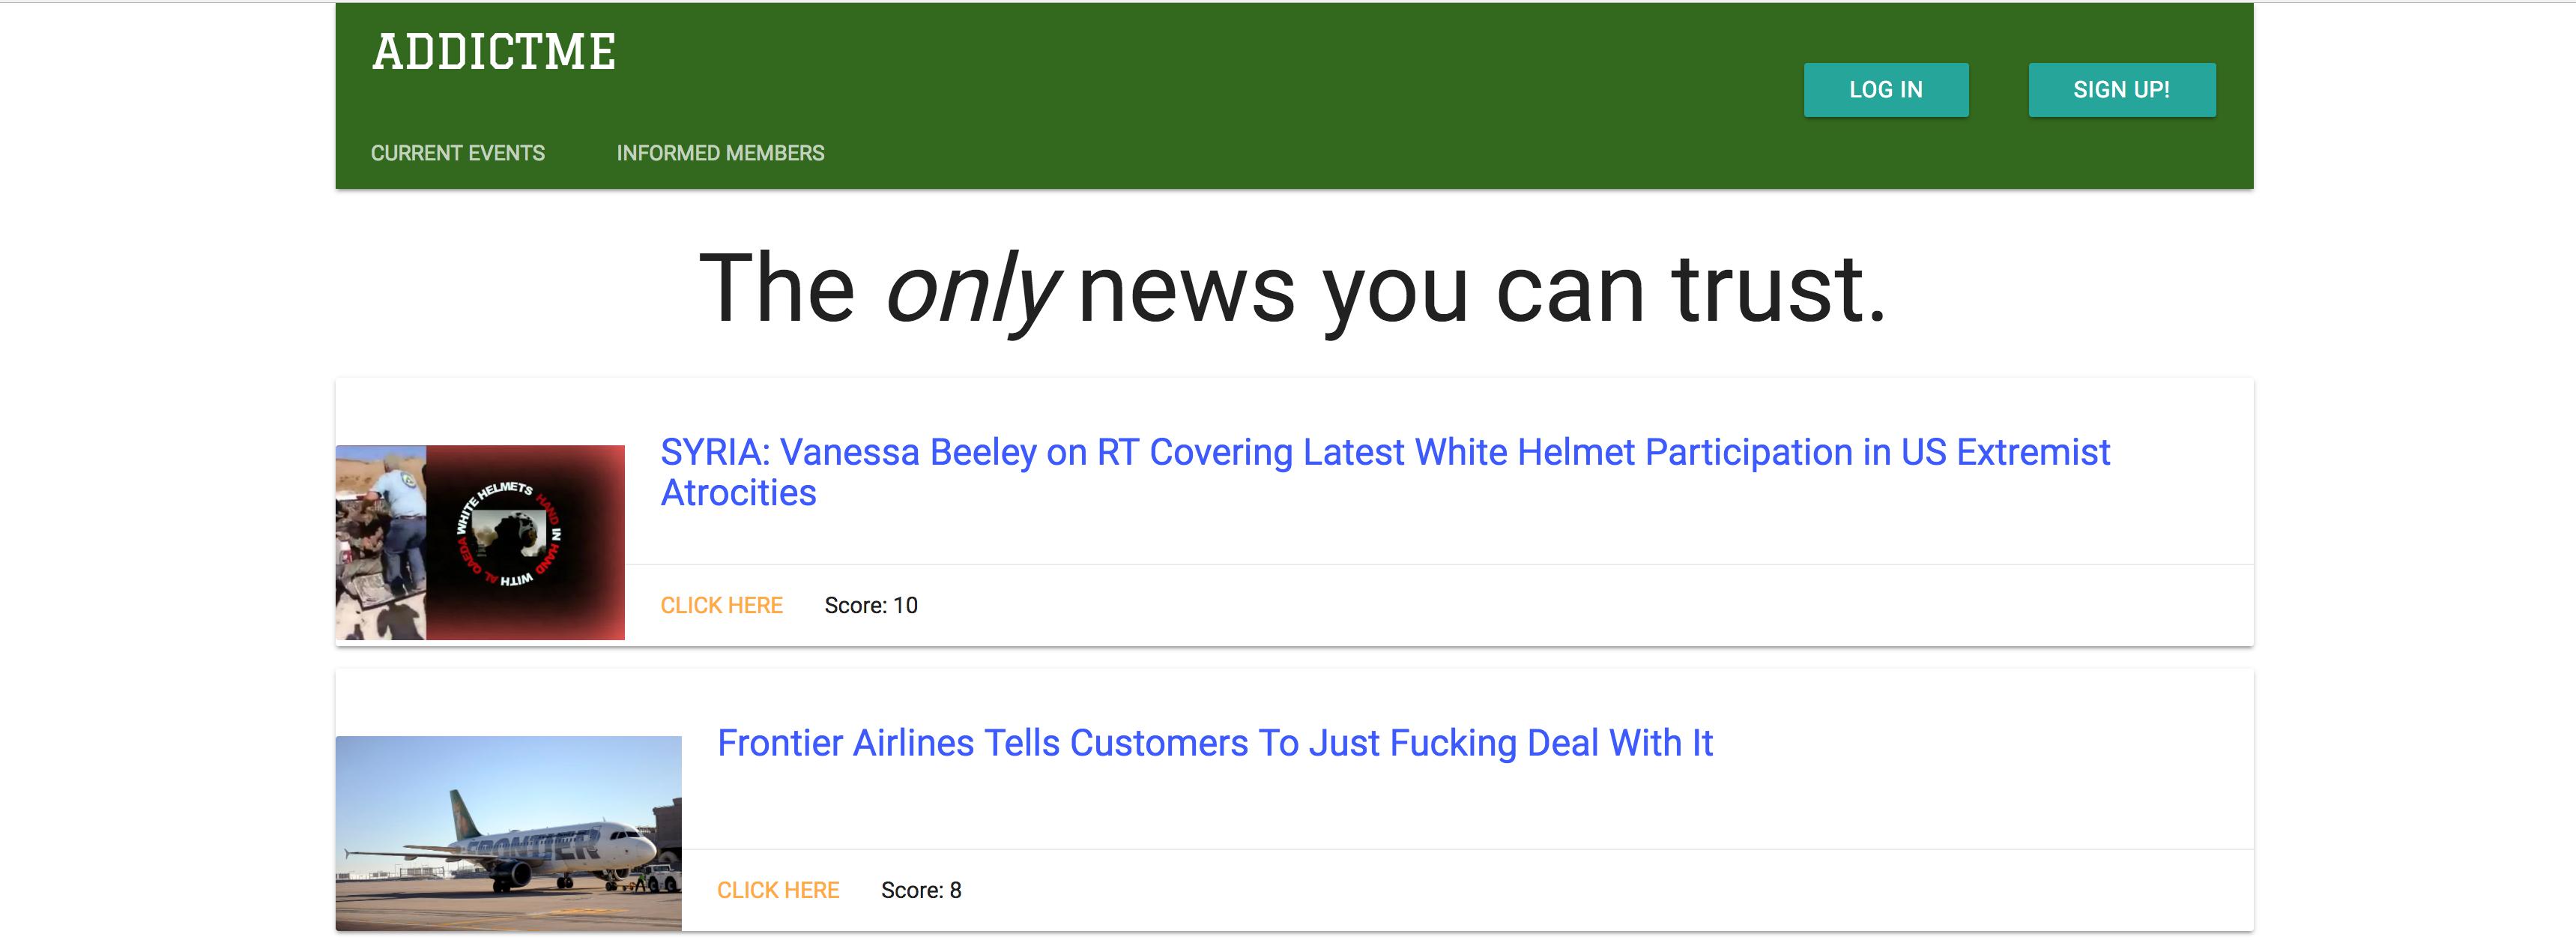 ADDICTME
LOG IN
SIGN UP!
CURRENT EVENTS
INFORMED MEMBERS
The only news you can trust.
SYRIA: Vanessa Beeley on RT Covering Latest White Helmet Participation in US Extremist
Atrocities
WHITE HELMETS HAND IN HAND WITH AL QAEDA
CLICK HERE
Score: 10
Frontier Airlines Tells Customers To Just Fucking Deal With It
FRONTIER
CLICK HERE
Score: 8